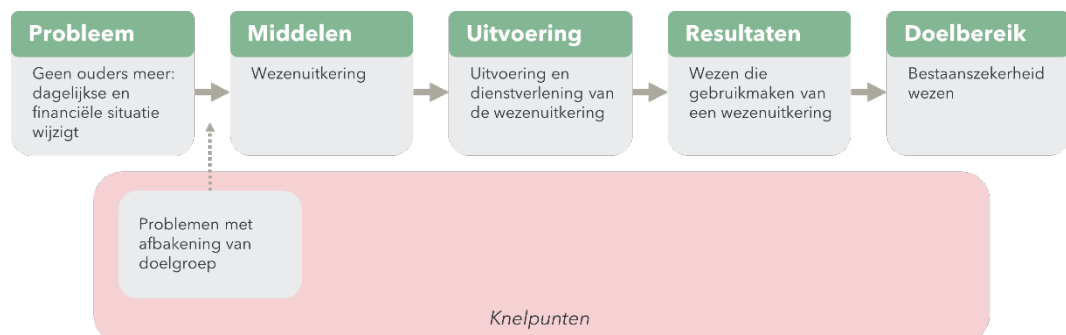 Probleem
Geen ouders meer:
dagelijkse en
financiële situatie
wijzigt
Middelen
Wezenuitkering
Uitvoering
Uitvoering en
dienstverlening van
de wezenuitkering
Resultaten
Wezen die
gebruikmaken van
een wezenuitkering
Doelbereik
Bestaanszekerheid
wezen
Problemen met
afbakening van
doelgroep
Knelpunten